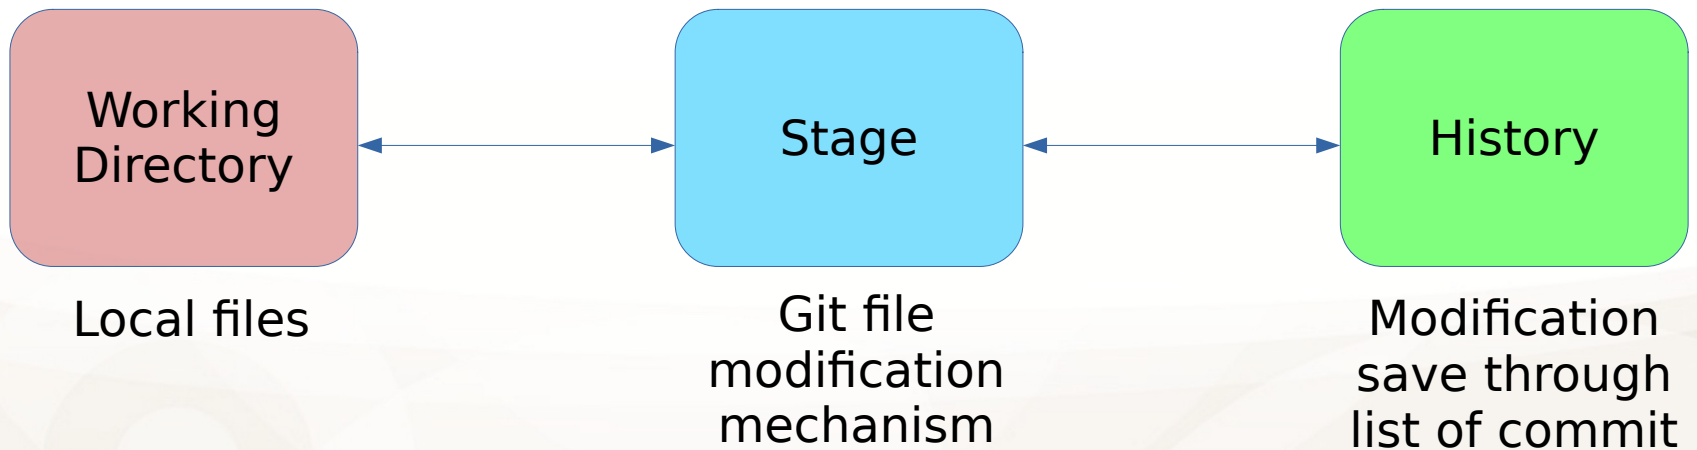 Working
Directory
Stage
History
Local files
Git file
modification
mechanism
Modification
save through
list of commit